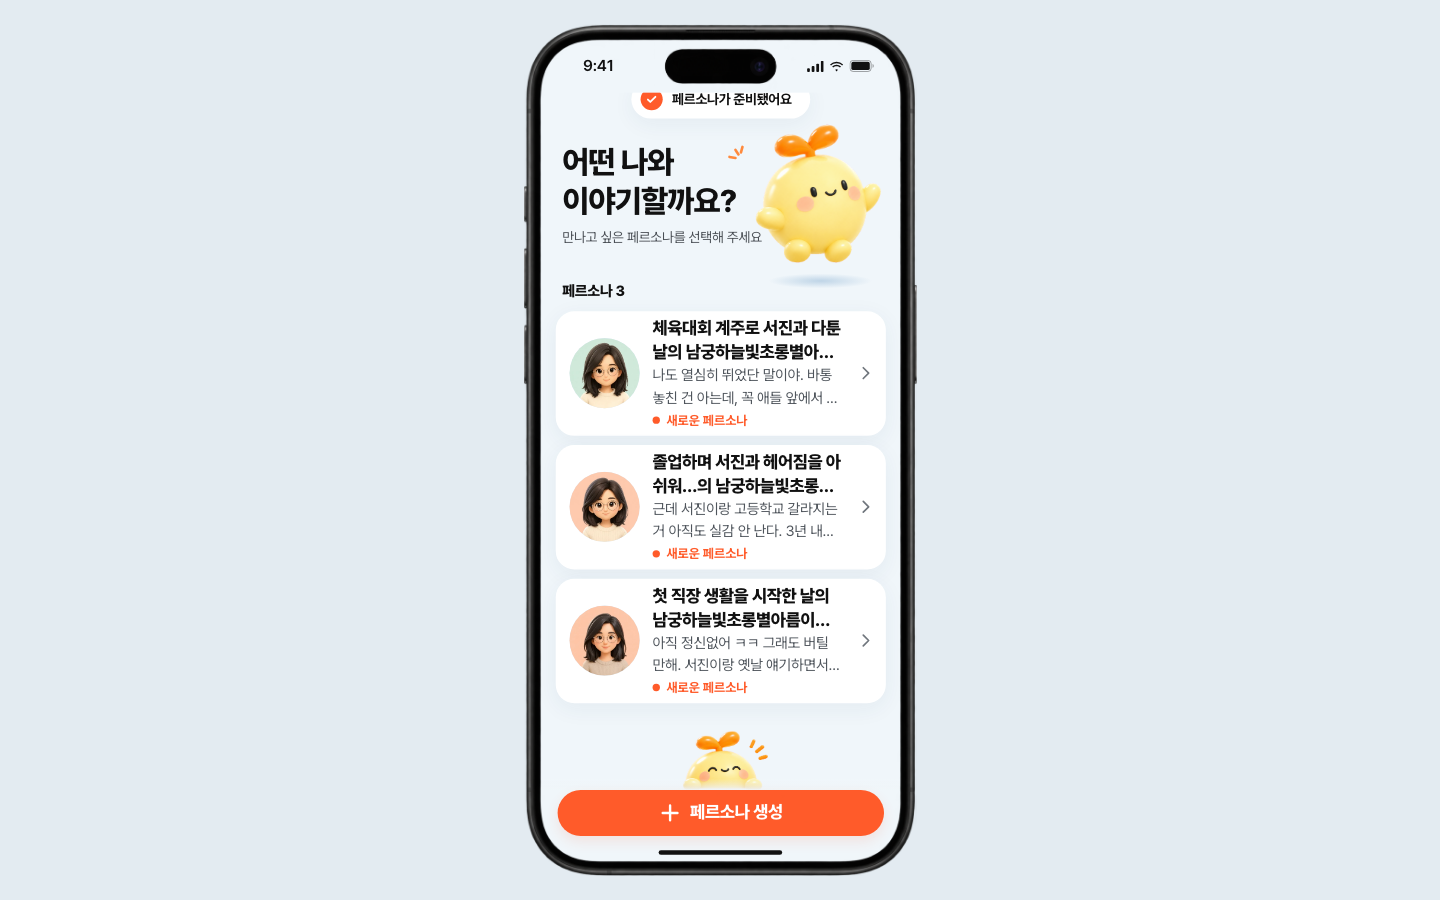 9:41
페르소나가 준비됐어요
어떤 나와
이야기할까요?
만나고 싶은 페르소나를 선택해 주세요
페르소나 3
체육대회 계주로 서진과 다툰
날의 남궁하늘빛초롱별아...
나도 열심히 뛰었단 말이야. 바통
놓친 건 아는데, 꼭 애들 앞에서 ...
새로운 페르소나
졸업하며 서진과 헤어짐을 아
쉬워...의 남궁하늘빛초롱...
근데 서진이랑 고등학교 갈라지는
거 아직도 실감 안 난다. 3년 내...
새로운 페르소나
첫 직장 생활을 시작한 날의
남궁하늘빛초롱별아름이...
아직 정신없어 ㅋㅋ 그래도 버틸
만해. 서진이랑 옛날 얘기하면서...
새로운 페르소나
페르소나 생성